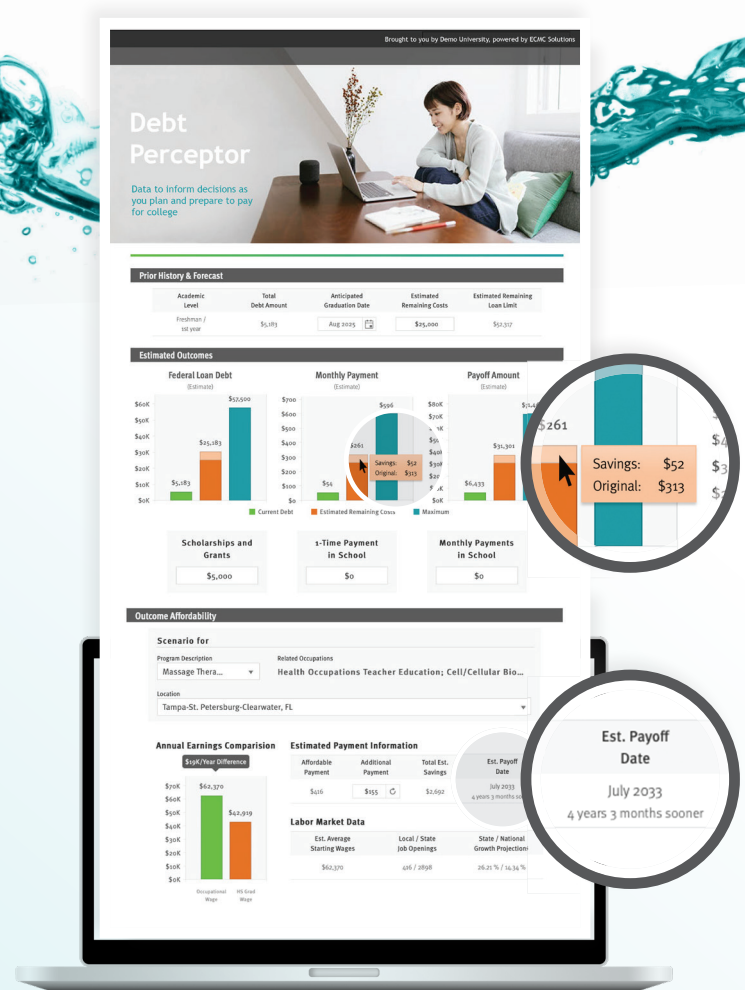 Brought to you by Demo University, powered by ECMC Solutions
Debt
Perceptor
Data to inform decisions as
you plan and prepare to pay
for college
Prior History & Forecast
Academic Level
Total Debt Amount
Anticipated Graduation Date
Estimated Remaining Costs
Estimated Remaining Loan Limit
Freshman / 1st year
$5,183
Aug 2025
$25,000
$52,317
Estimated Outcomes
Federal Loan Debt
(Estimate)
$60K
$50K
$40K
$30K
$20K
$10K
$0K
$5,183
$25,183
$57,500
Monthly Payment
(Estimate)
$700
$600
$500
$400
$300
$200
$100
$0
$54
$261
$596
Savings: $52
Original: $313
Payoff Amount
(Estimate)
$80K
$70K
$6,433
$31,301
$261
Savings: $52
Original: $313
Current Debt
Estimated Remaining Costs
Maximum
Scholarships and
Grants
$5,000
1-Time Payment
in School
$0
Monthly Payments
in School
$0
Outcome Affordability
Scenario for
Program Description
Massage Thera...
Related Occupations
Health Occupations Teacher Education; Cell/Cellular Bio...
Location
Tampa-St. Petersburg-Clearwater, FL
Annual Earnings Comparision
$19K/Year Difference
$70K
$60K
$50K
$40K
$30K
$20K
$10K
$0K
$62,370
$42,919
Occupational Wage
HS Grad Wage
Estimated Payment Information
Affordable Payment
Additional Payment
Total Est. Savings
Est. Payoff Date
$416
$155
$2,692
July 2033
4 years 3 months
Est. Payoff
Date
July 2033
4 years 3 months sooner
Labor Market Data
Est. Average Starting Wages
Local / State Job Openings
State / National Growth Projections
$62,370
416 / 2898
26.21 % / 14.34 %